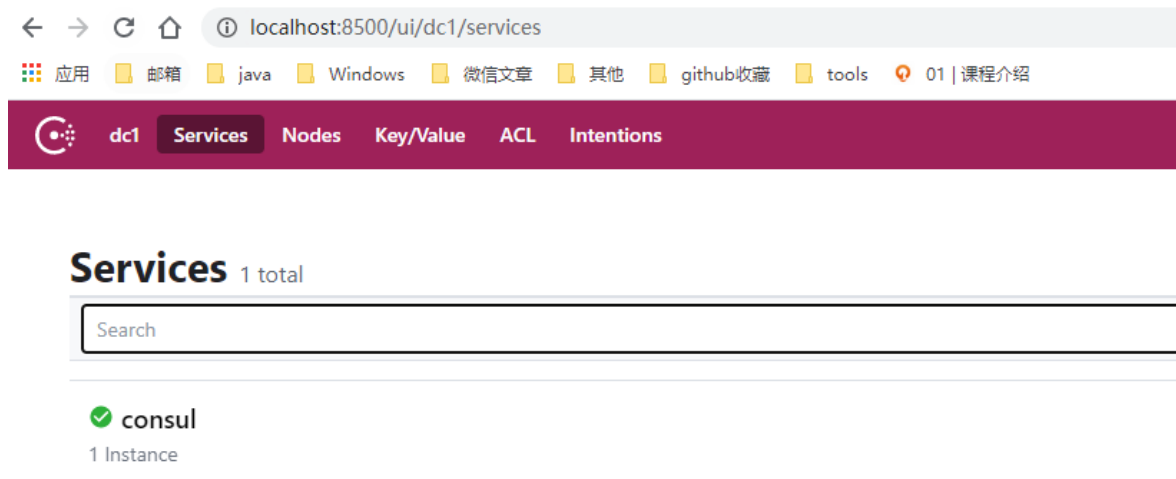 localhost:8500/ui/dc1/services
应用 邮箱 java Windows 微信文章 其他 github收藏 tools 01 | 课程介绍
dc1 Services Nodes Key/Value ACL Intentions
Services 1 total
Search
consul
1 Instance